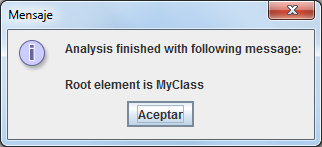 Mensaje
Analysis finished with following message:
Root element is MyClass
Aceptar